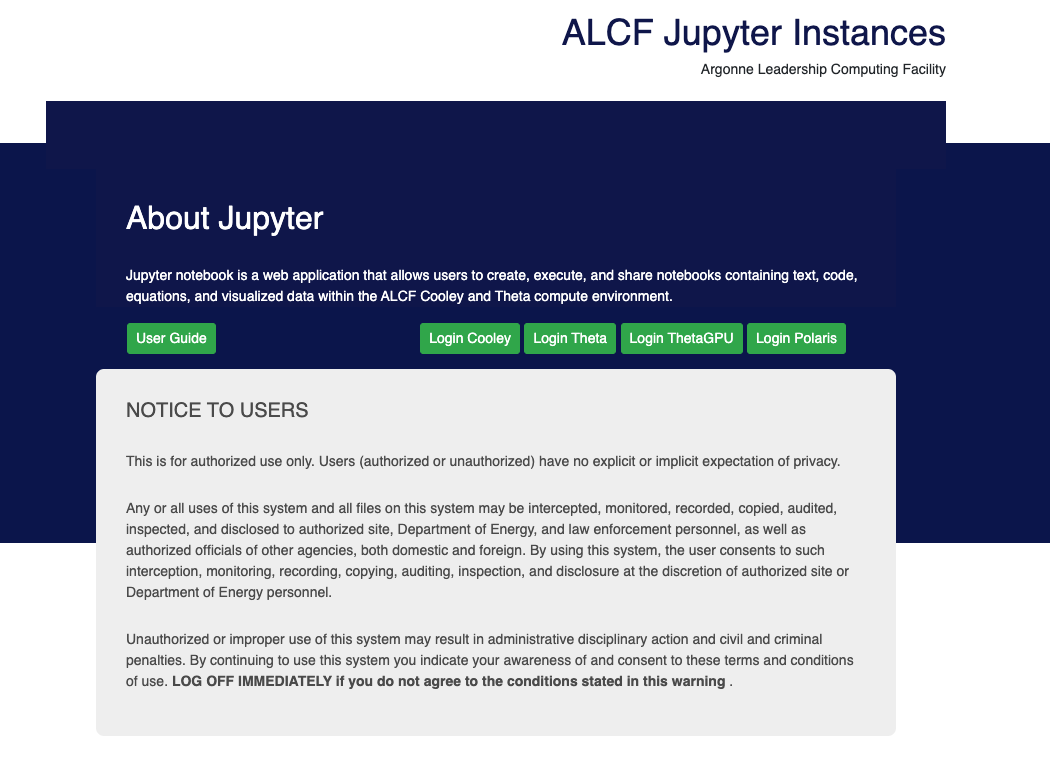 ALCF Jupyter Instances
Argonne Leadership Computing Facility
About Jupyter
Jupyter notebook is a web application that allows users to create, execute, and share notebooks containing text, code,
equations, and visualized data within the ALCF Cooley and Theta compute environment.
User Guide Login Cooley Login Theta Login ThetaGPU Login Polaris
NOTICE TO USERS
This is for authorized use only. Users (authorized or unauthorized) have no explicit or implicit expectation of privacy.
Any or all uses of this system and all files on this system may be intercepted, monitored, recorded, copied, audited,
inspected, and disclosed to authorized site, Department of Energy, and law enforcement personnel, as well as
authorized officials of other agencies, both domestic and foreign. By using this system, the user consents to such
interception, monitoring, recording, copying, auditing, inspection, and disclosure at the discretion of authorized site or
Department of Energy personnel.
Unauthorized or improper use of this system may result in administrative disciplinary action and civil and criminal
penalties. By continuing to use this system you indicate your awareness of and consent to these terms and conditions
of use. LOG OFF IMMEDIATELY if you do not agree to the conditions stated in this warning .